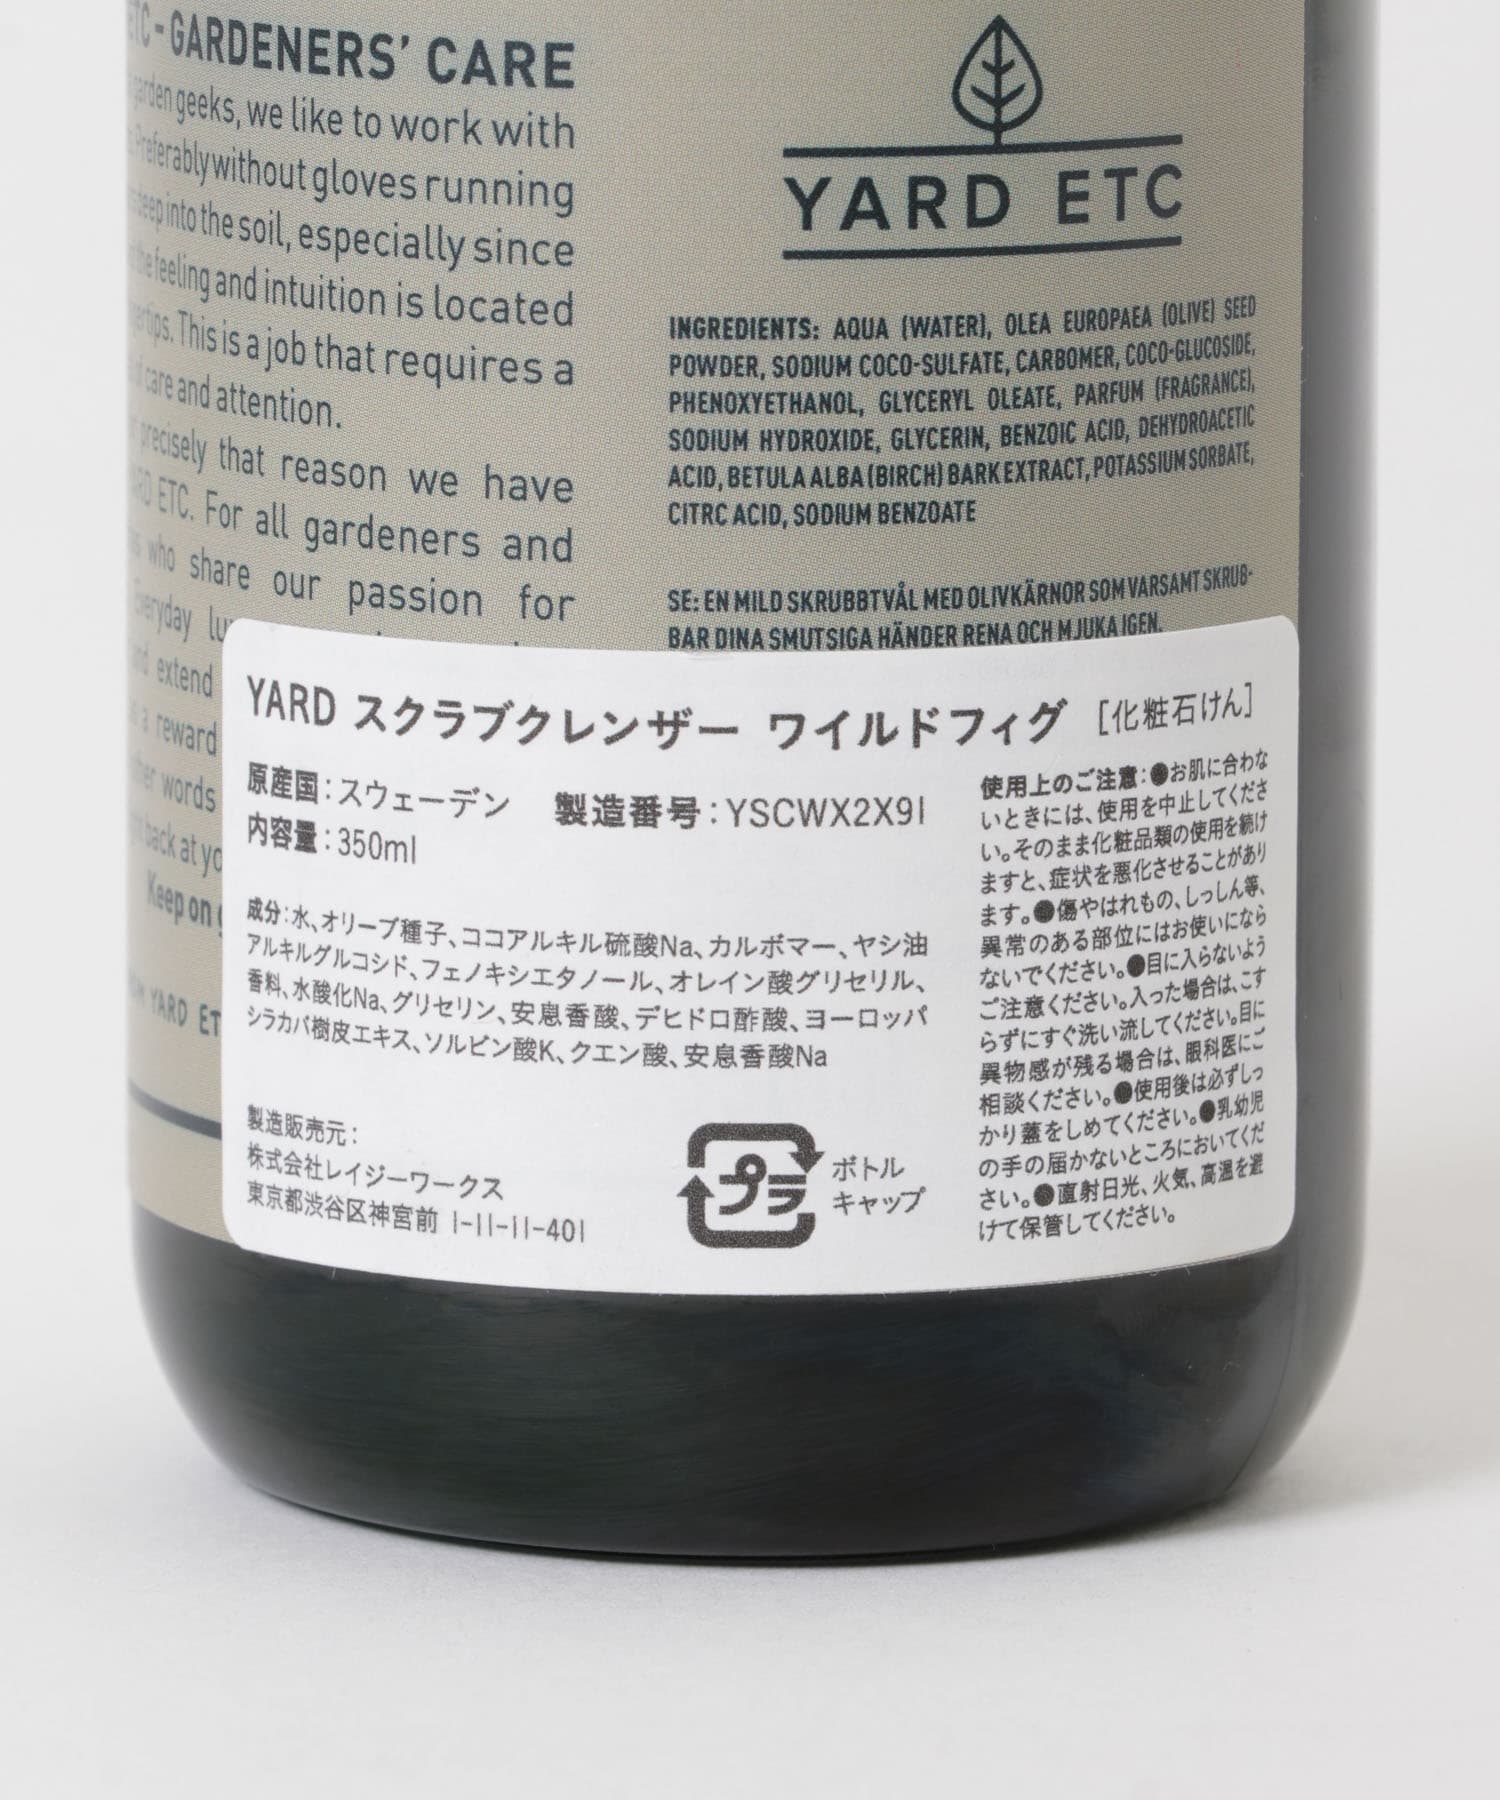 ETC - GARDENERS' CARE
garden geeks, we like to work with
Preferably without gloves running
deep into the soil, especially since
the feeling and intuition is located
This is a job that requires a
of care and attention.
precisely that reason we have
YARD ETC. For all gardeners and
who share our passion for
Everyday
and extend
a reward
words
back at
Keep on
YARD
YARD ETC
INGREDIENTS: AQUA (WATER), OLEA EUROPAEA (OLIVE) SEED
POWDER, SODIUM COCO-SULFATE, CARBOMER, COCO-GLUCOSIDE,
PHENOXYETHANOL, GLYCERYL OLEATE, PARFUM (FRAGRANCE),
SODIUM HYDROXIDE, GLYCERIN, BENZOIC ACID, DEHYDROACETIC
ACID, BETULA ALBA (BIRCH) BARK EXTRACT, POTASSIUM SORBATE,
CITRC ACID, SODIUM BENZOATE
SE: EN MILD SKRUBBTVÅL MED OLIVKÄRNOR SOM VARSAMT SKRUB-
BAR DINA SMUTSIGA HÄNDER RENA OCH MJUKA IGEN.
YARD スクラブクレンザー ワイルドフィグ [化粧石けん]
原産国：スウェーデン 製造番号：YSCWX2X91
内容量：350ml
成分：水、オリーブ種子、ココアルキル硫酸Na、カルボマー、ヤシ油
アルキルグルコシド、フェノキシエタノール、オレイン酸グリセリル、
香料、水酸化Na、グリセリン、安息香酸、デヒドロ酢酸、ヨーロッパ
シラカバ樹皮エキス、ソルビン酸K、クエン酸、安息香酸Na
製造販売元：
株式会社レイジーワークス
東京都渋谷区神宮前 1-11-11-401
プラ
ボトル
キャップ
使用上のご注意：●お肌に合わな
いときには、使用を中止してくださ
い。そのまま化粧品類の使用を続け
ますと、症状を悪化させることがあり
ます。●傷やはれもの、しっしん等、
異常のある部位にはお使いになら
ないでください。●目に入らないよう
ご注意ください。入った場合は、こす
らずにすぐ洗い流してください。目に
異物感が残る場合は、眼科医にご
相談ください。●使用後は必ずしっ
かり蓋をしめてください。●乳幼児
の手の届かないところにおいてくだ
さい。●直射日光、火気、高温を避
けて保管してください。